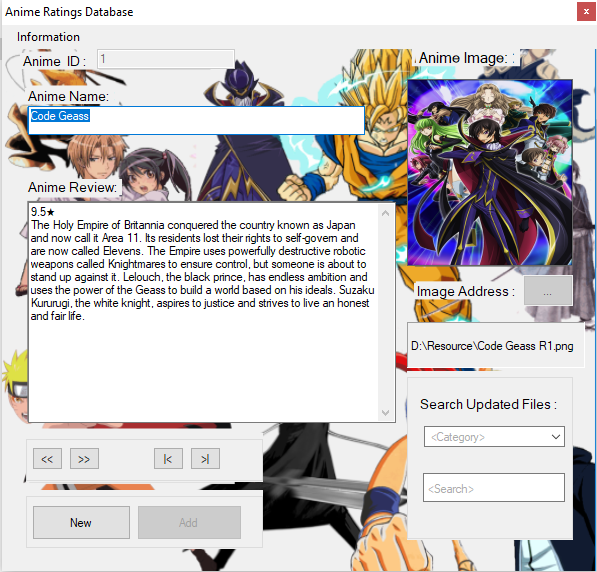 Anime Ratings Database
x
Information
Anime ID :
1
Anime Image: :
Anime Name:
Code Geass
Anime Review:
9.5★
The Holy Empire of Britannia conquered the country known as Japan
and now call it Area 11. Its residents lost their rights to self-govern and
are now called Elevens. The Empire uses powerfully destructive robotic
weapons called Knightmares to ensure control, but someone is about to
stand up against it. Lelouch, the black prince, has endless ambition and
uses the power of the Geass to build a world based on his ideals. Suzaku
Kururugi, the white knight, aspires to justice and strives to live an honest
and fair life.
Image Address :
...
D:\Resource\Code Geass R1.png
Search Updated Files :
<Category>
<Search>
<<
>>
|<
>|
New
Add